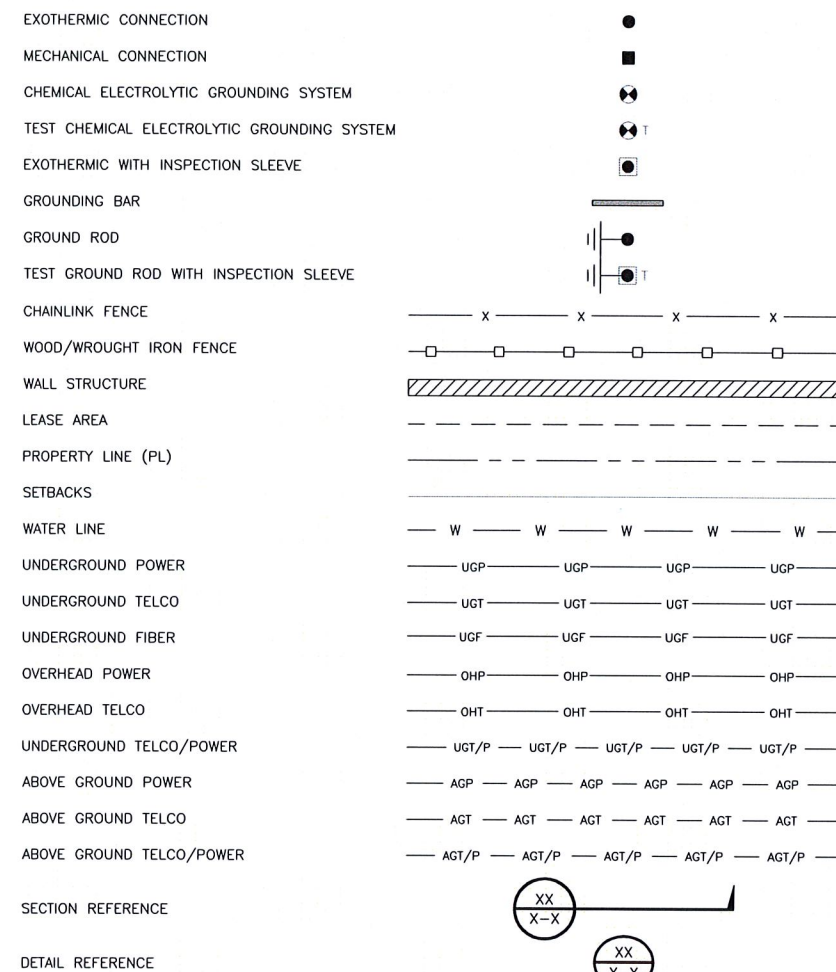 EXOTHERMIC CONNECTION
MECHANICAL CONNECTION
CHEMICAL ELECTROLYTIC GROUNDING SYSTEM
TEST CHEMICAL ELECTROLYTIC GROUNDING SYSTEM T
EXOTHERMIC WITH INSPECTION SLEEVE
GROUNDING BAR
GROUND ROD
TEST GROUND ROD WITH INSPECTION SLEEVE T
CHAINLINK FENCE X X X X
WOOD/WROUGHT IRON FENCE
WALL STRUCTURE
LEASE AREA
PROPERTY LINE (PL)
SETBACKS
WATER LINE W W W W W
UNDERGROUND POWER UGP UGP UGP UGP
UNDERGROUND TELCO UGT UGT UGT UGT
UNDERGROUND FIBER UGF UGF UGF UGF
OVERHEAD POWER OHP OHP OHP OHP
OVERHEAD TELCO OHT OHT OHT OHT
UNDERGROUND TELCO/POWER UGT/P UGT/P UGT/P UGT/P UGT/P
ABOVE GROUND POWER AGP AGP AGP AGP AGP AGP
ABOVE GROUND TELCO AGT AGT AGT AGT AGT AGT
ABOVE GROUND TELCO/POWER AGT/P AGT/P AGT/P AGT/P AGT/P
XX
SECTION REFERENCE
X-X
XX
DETAIL REFERENCE
X-X